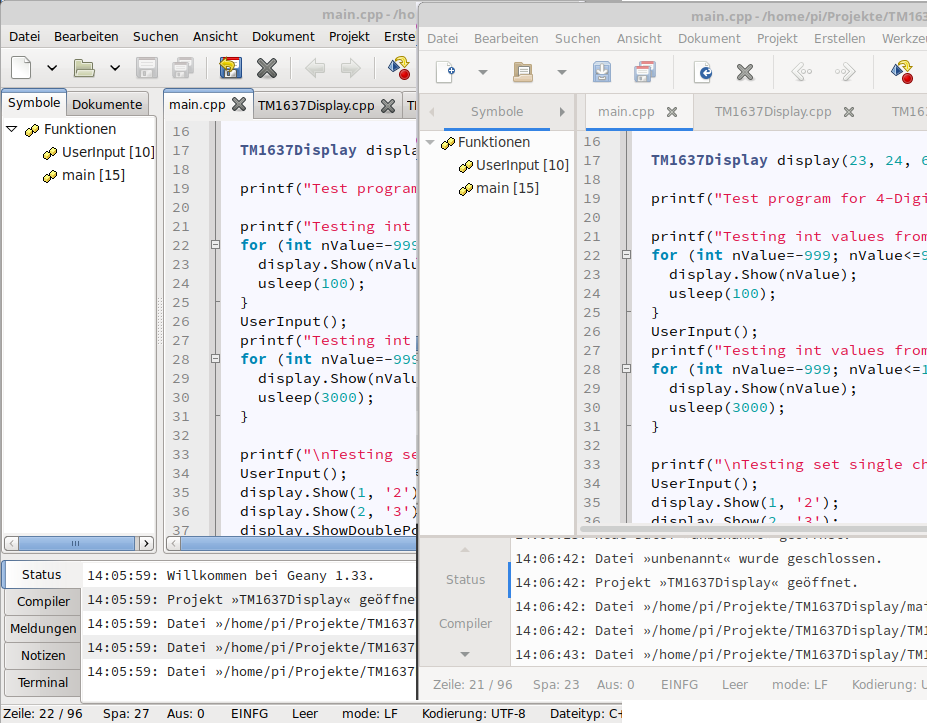 main.cpp - /ho
Datei Bearbeiten Suchen Ansicht Dokument Projekt Erste
Symbole Dokumente
Funktionen
UserInput [10]
main [15]
main.cpp TM1637Display.cpp
16
17 TM1637Display displa
18
19 printf("Test program
20
21 printf("Testing int
22 for (int nValue=-999
23 display.Show(nValu
24 usleep(100);
25 }
26 UserInput();
27 printf("Testing int
28 for (int nValue=-999
29 display.Show(nValu
30 usleep(3000);
31 }
32
33 printf("\nTesting se
34 UserInput();
35 display.Show(1, '2')
36 display.Show(2, '3')
37 display.ShowDoublePo
Status
Compiler
Meldungen
Notizen
Terminal
14:05:59: Willkommen bei Geany 1.33.
14:05:59: Projekt »TM1637Display« geöffne
14:05:59: Datei »/home/pi/Projekte/TM1637
14:05:59: Datei »/home/pi/Projekte/TM1637
14:05:59: Datei »/home/pi/Projekte/TM1637
Zeile: 22 / 96 Spa: 27 Aus: 0 EINFG Leer mode: LF Kodierung: UTF-8 Dateityp: C+
main.cpp - /home/pi/Projekte/TM163
Datei Bearbeiten Suchen Ansicht Dokument Projekt Erstellen Werkze
Symbole
Funktionen
UserInput [10]
main [15]
main.cpp TM1637Display.cpp TM16
16
17 TM1637Display display(23, 24, 6
18
19 printf("Test program for 4-Digi
20
21 printf("Testing int values from
22 for (int nValue=-999; nValue<=9
23 display.Show(nValue);
24 usleep(100);
25 }
26 UserInput();
27 printf("Testing int values from
28 for (int nValue=-999; nValue<=1
29 display.Show(nValue);
30 usleep(3000);
31 }
32
33 printf("\nTesting set single ch
34 UserInput();
35 display.Show(1, '2');
36 display.Show(2, '3');
Status
Compiler
14:06:42: Datei »unbenannt« wurde geschlossen.
14:06:42: Projekt »TM1637Display« geöffnet.
14:06:42: Datei »/home/pi/Projekte/TM1637Display/mai
14:06:42: Datei »/home/pi/Projekte/TM1637Display/TM1
14:06:43: Datei »/home/pi/Projekte/TM1637Display/TM1
Zeile: 21 / 96 Spa: 23 Aus: 0 EINFG Leer mode: LF Kodierung: U